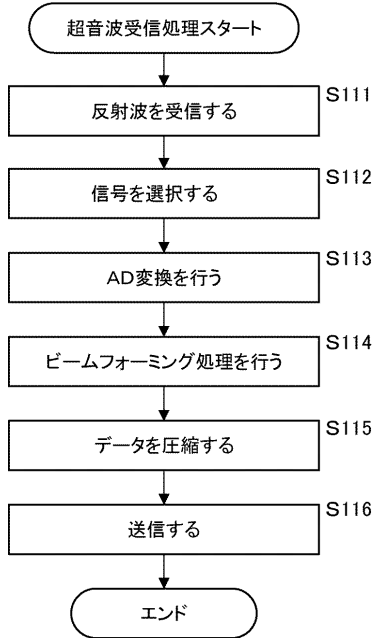 超音波受信処理スタート
S111
反射波を受信する
S112
信号を選択する
S113
AD変換を行う
S114
ビームフォーミング処理を行う
S115
データを圧縮する
S116
送信する
エンド